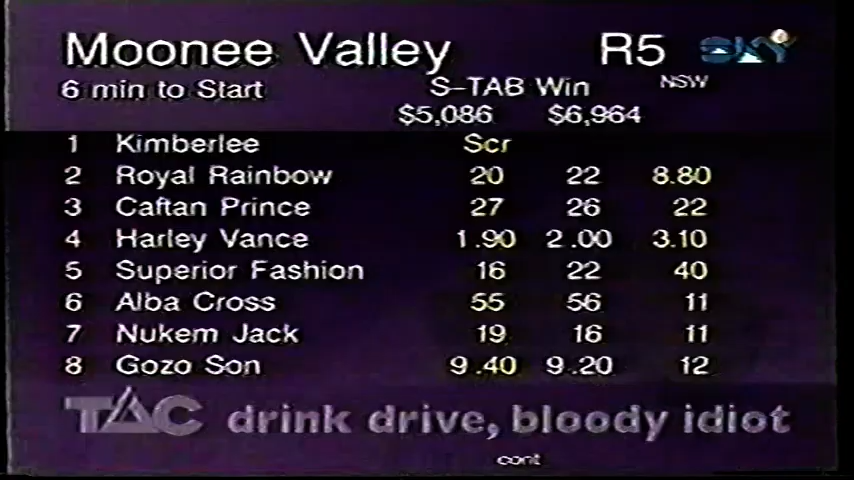 Moonee Valley R5 SKY
6 min to Start S-TAB Win NSW
$5,086 $6,964
1 Kimberlee Scr
2 Royal Rainbow 20 22 8.80
3 Caftan Prince 27 26 22
4 Harley Vance 1.90 2.00 3.10
5 Superior Fashion 16 22 40
6 Alba Cross 55 56 11
7 Nukem Jack 19 16 11
8 Gozo Son 9.40 9.20 12
TAC drink drive, bloody idiot
cont